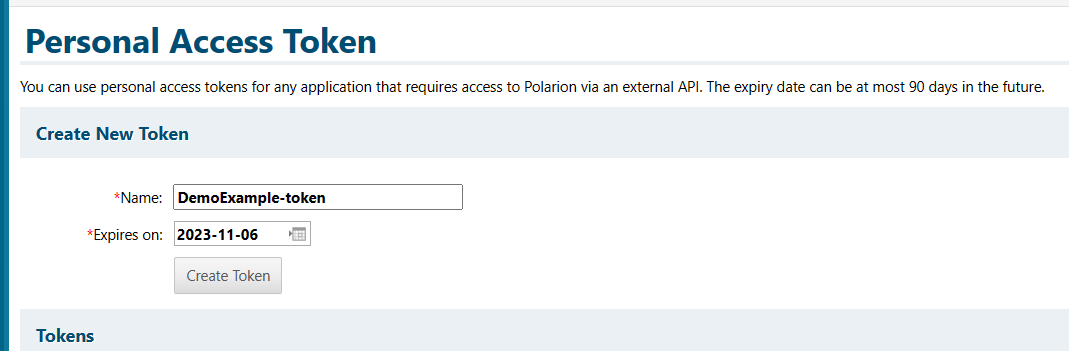 Personal Access Token
You can use personal access tokens for any application that requires access to Polarion via an external API. The expiry date can be at most 90 days in the future.
Create New Token
*Name: DemoExample-token
*Expires on: 2023-11-06
Create Token
Tokens